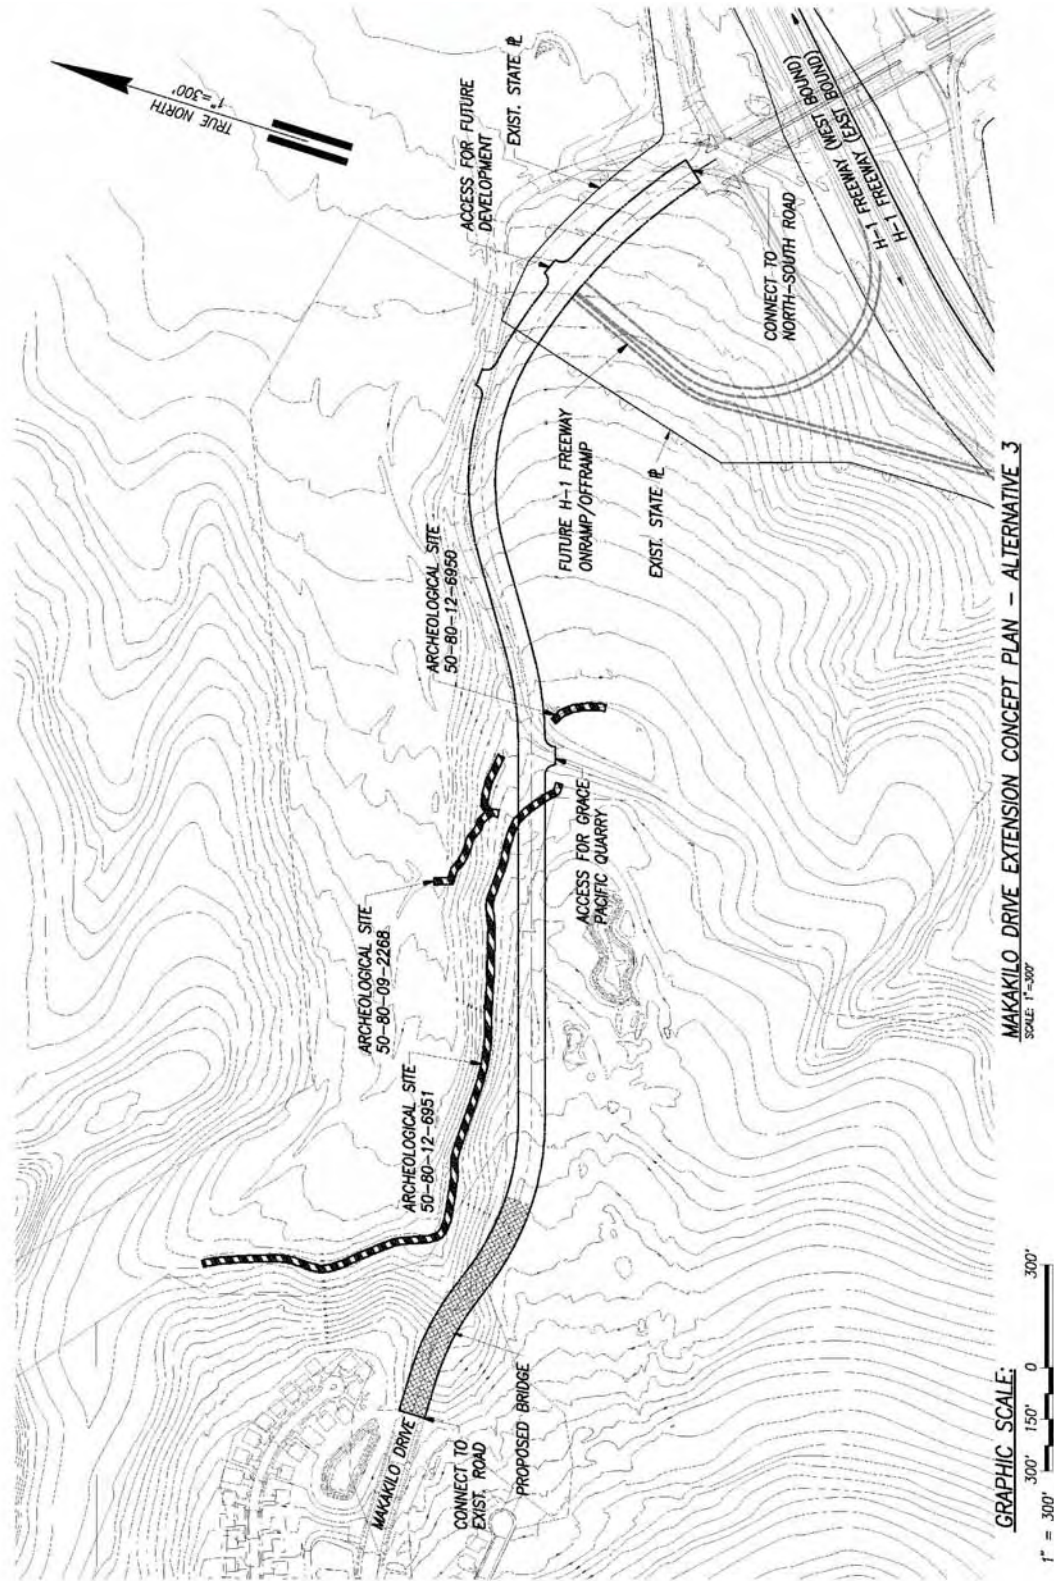 TRUE NORTH
1"=300'
ACCESS FOR FUTURE
DEVELOPMENT
EXIST. STATE PL
H-1 FREEWAY (WEST BOUND)
H-1 FREEWAY (EAST BOUND)
CONNECT TO
NORTH-SOUTH ROAD
FUTURE H-1 FREEWAY
ONRAMP/OFFRAMP
EXIST. STATE PL
ARCHEOLOGICAL SITE
50-80-12-6950
ACCESS FOR GRACE
PACIFIC QUARRY
ARCHEOLOGICAL SITE
50-80-09-2268
ARCHEOLOGICAL SITE
50-80-12-6951
MAKAKILO DRIVE
CONNECT TO
EXIST. ROAD
PROPOSED BRIDGE
MAKAKILO DRIVE EXTENSION CONCEPT PLAN - ALTERNATIVE 3
SCALE: 1"=300'
GRAPHIC SCALE:
300' 150' 0 300'
1" = 300'